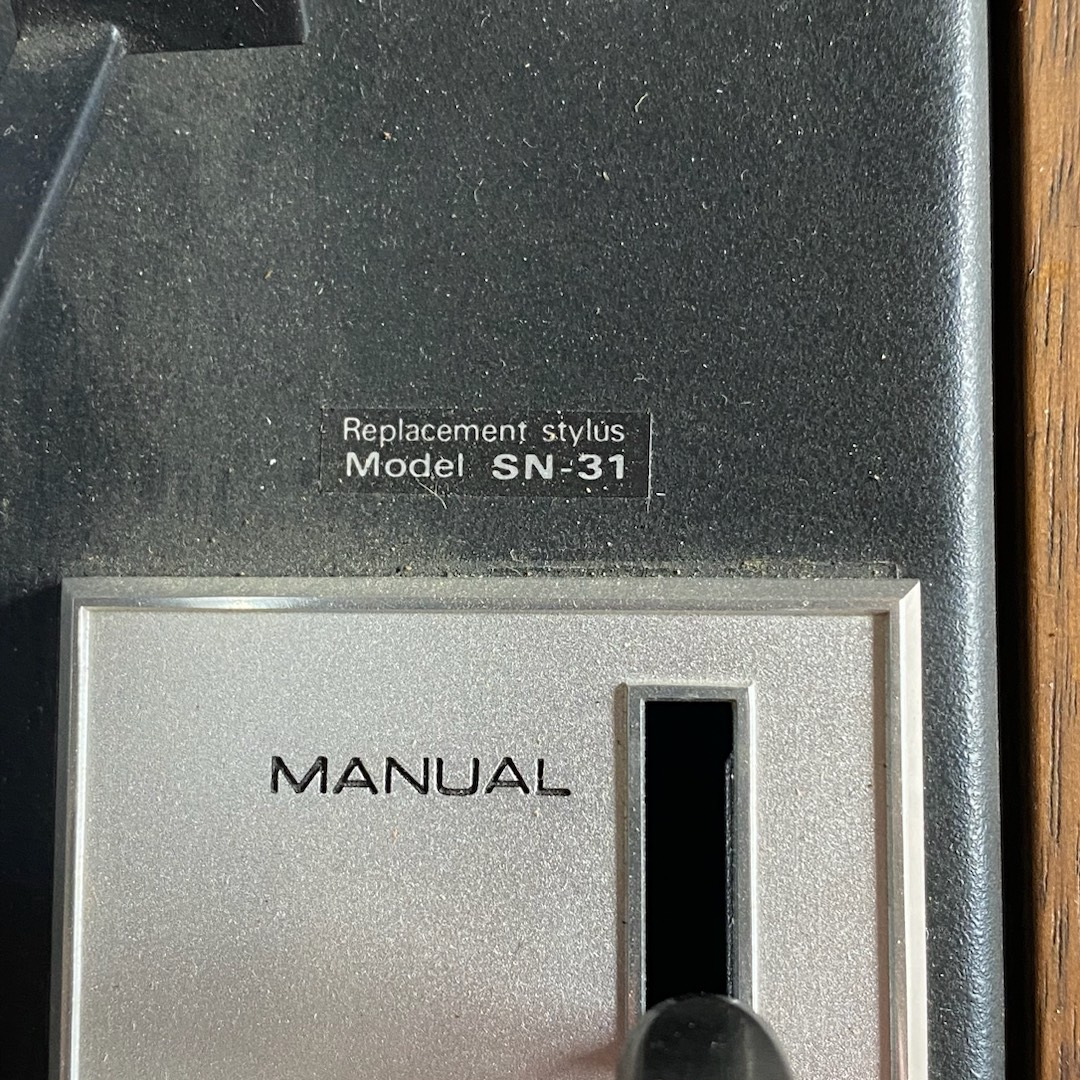 Replacement stylus
Model SN-31
MANUAL